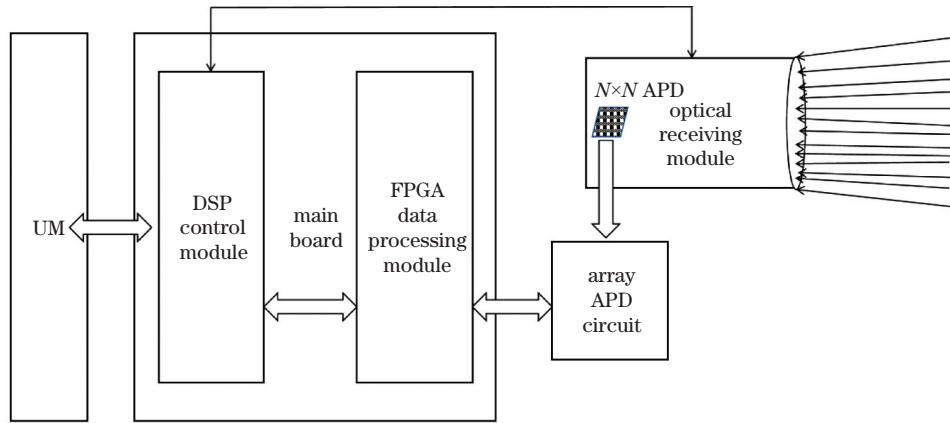 UM
DSP
control
module
main
board
FPGA
data
processing
module
N×N APD
optical
receiving
module
array
APD
circuit